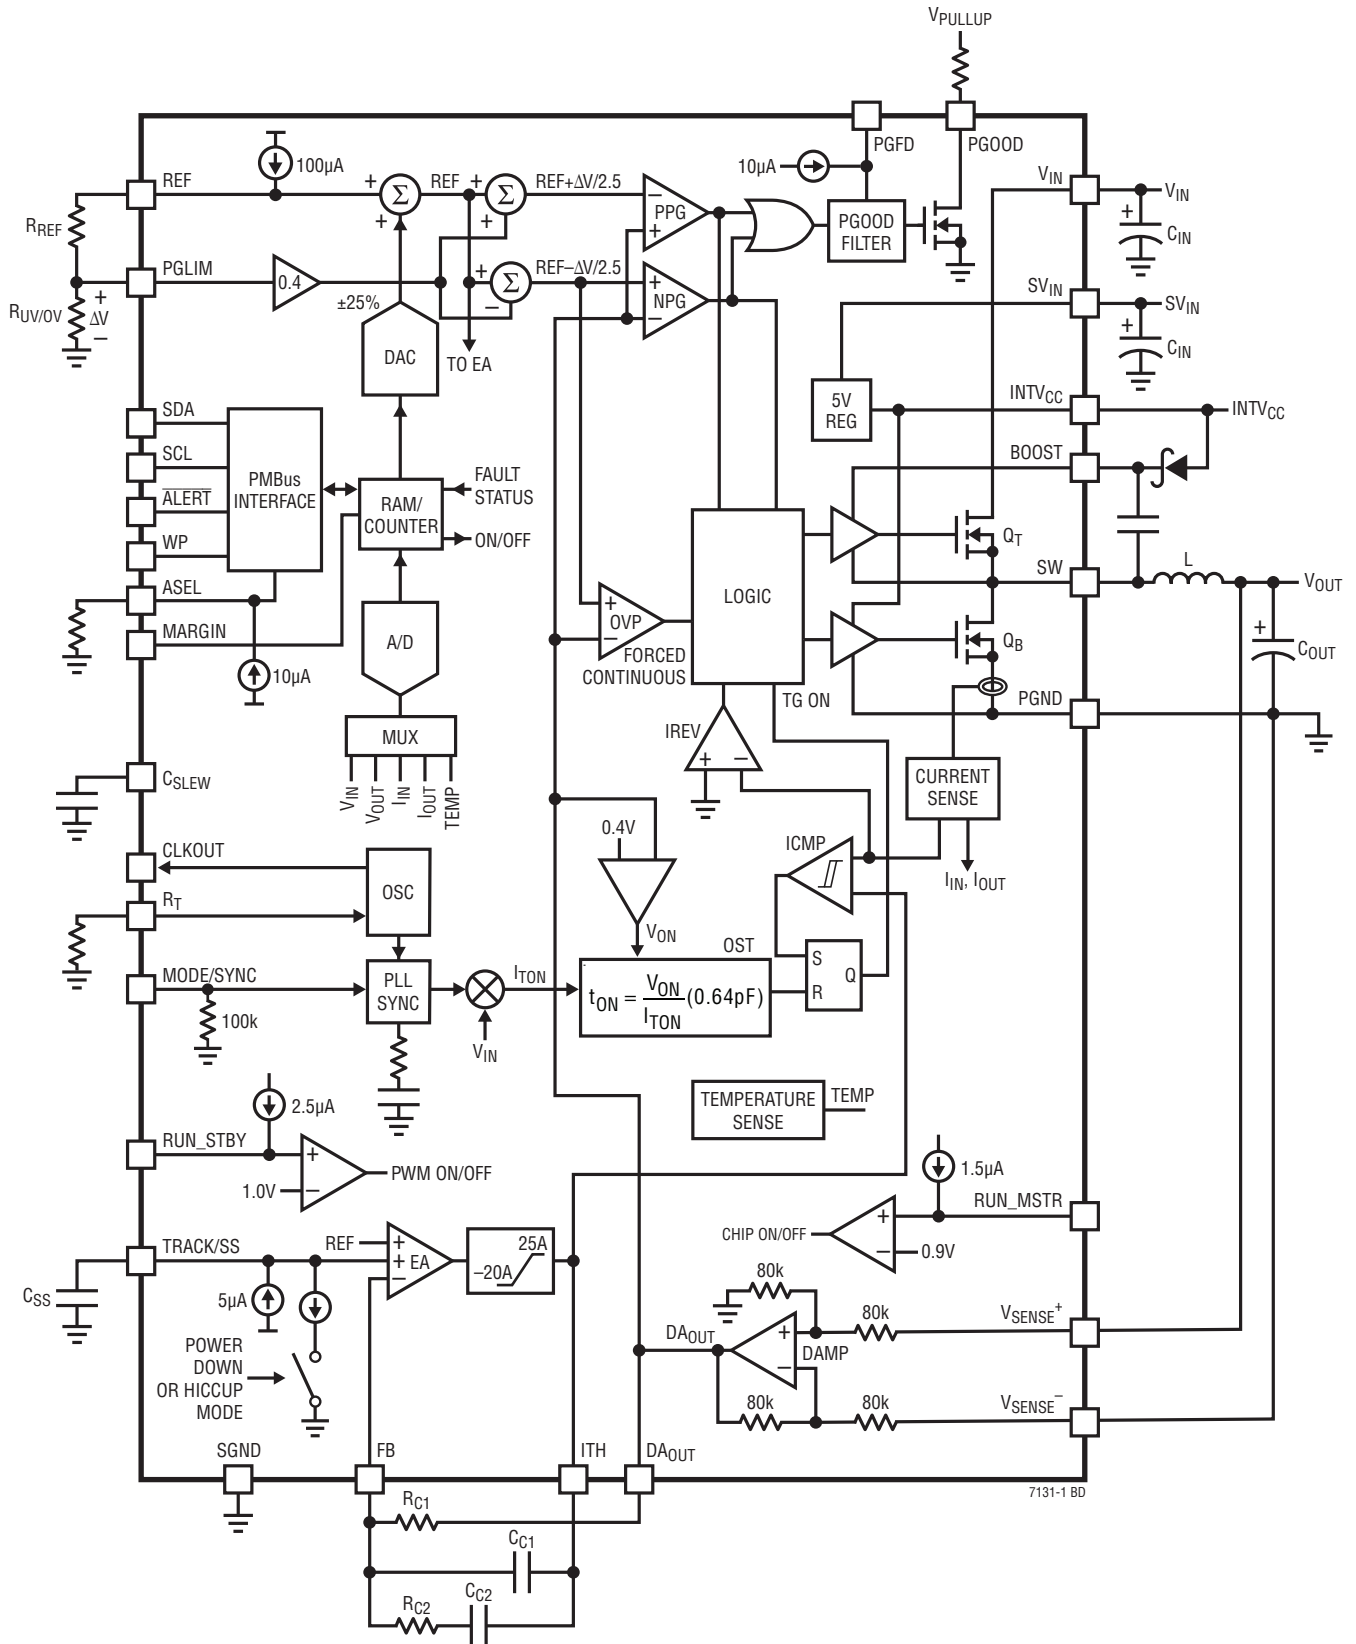 VPULLUP
PGFD
PGOOD
100µA
10µA
VIN
VIN
REF
+
Σ
+
REF
+
Σ
+
REF+ΔV/2.5
–
PPG
+
PGOOD
FILTER
+
CIN
RREF
PGLIM
0.4
±25%
+
Σ
–
REF–ΔV/2.5
+
NPG
–
SVIN
SVIN
RUV/OV
+
ΔV
–
DAC
TO EA
+
CIN
5V
REG
INTVCC
INTVCC
SDA
SCL
ALERT
WP
ASEL
MARGIN
PMBus
INTERFACE
RAM/
COUNTER
FAULT
STATUS
ON/OFF
BOOST
QT
SW
L
VOUT
LOGIC
A/D
+
OVP
–
FORCED
CONTINUOUS
QB
+
COUT
10µA
TG ON
PGND
MUX
VIN
VOUT
IIN
IOUT
TEMP
IREV
+
–
CURRENT
SENSE
CSLEW
0.4V
ICMP
IIN, IOUT
CLKOUT
OSC
RT
VON
OST
MODE/SYNC
PLL
SYNC
ITON
tON = VON/ITON (0.64pF)
S
Q
R
100k
VIN
TEMPERATURE
SENSE
TEMP
2.5µA
RUN_STBY
+
1.0V
–
PWM ON/OFF
1.5µA
RUN_MSTR
+
CHIP ON/OFF
–
0.9V
TRACK/SS
REF
+
+
EA
–
25A
–20A
CSS
5µA
POWER
DOWN
OR HICCUP
MODE
80k
DAOUT
+
DAMP
–
80k
VSENSE+
80k
80k
VSENSE–
SGND
FB
ITH
DAOUT
7131-1 BD
RC1
CC1
RC2
CC2